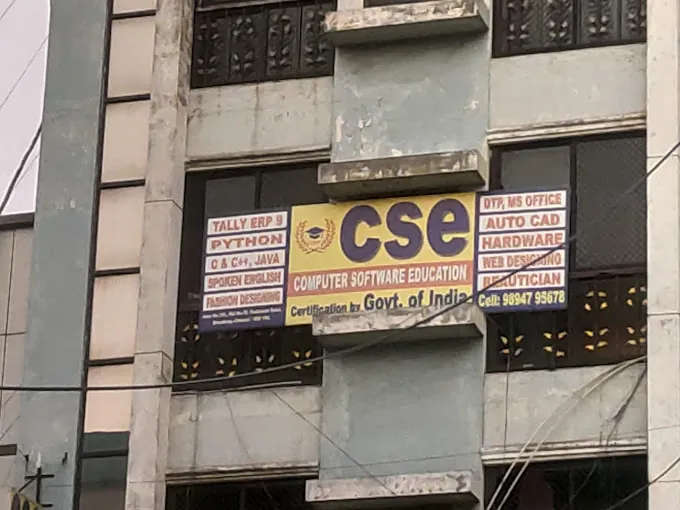 TALLY ERP 9
PYTHON
C & C++, JAVA
SPOKEN ENGLISH
FASHION DESIGNING
cse
COMPUTER SOFTWARE EDUCATION
Certification by Govt. of India
DTP, MS OFFICE
AUTO CAD
HARDWARE
WEB DESIGNING
BEAUTICIAN
Cell: 98947 95678